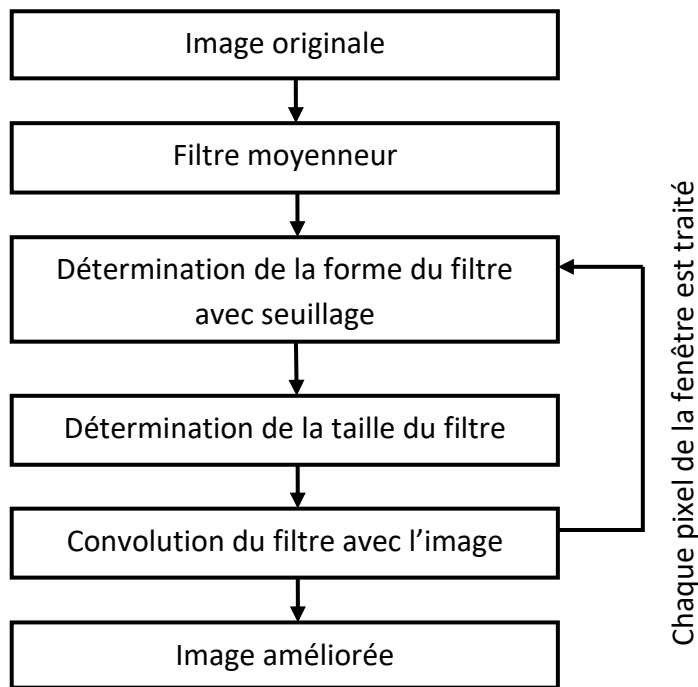 Image originale
Filtre moyenneur
Détermination de la forme du filtre
avec seuillage
Détermination de la taille du filtre
Convolution du filtre avec l’image
Image améliorée
Chaque pixel de la fenêtre est traité